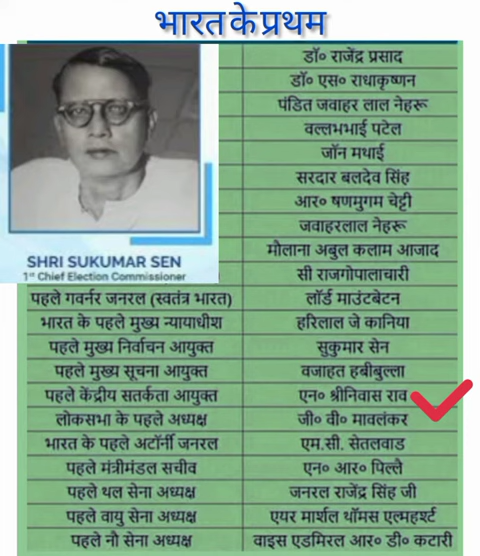 भारत के प्रथम
डॉ० राजेंद्र प्रसाद
डॉ० एस० राधाकृष्णन
पंडित जवाहर लाल नेहरू
वल्लभभाई पटेल
जॉन मथाई
सरदार बलदेव सिंह
आर० षणमुगम चेट्टी
जवाहरलाल नेहरू
मौलाना अबुल कलाम आजाद
SHRI SUKUMAR SEN
1st Chief Election Commissioner
सी राजगोपालाचारी
पहले गवर्नर जनरल (स्वतंत्र भारत) लॉर्ड माउंटबेटन
भारत के पहले मुख्य न्यायाधीश हरिलाल जे कानिया
पहले मुख्य निर्वाचन आयुक्त सुकुमार सेन
पहले मुख्य सूचना आयुक्त वजाहत हबीबुल्ला
पहले केंद्रीय सतर्कता आयुक्त एन० श्रीनिवास राव
लोकसभा के पहले अध्यक्ष जी० वी० मावलंकर
भारत के पहले अटॉर्नी जनरल एम.सी. सेतलवाड
पहले मंत्रीमंडल सचीव एन० आर० पिल्लै
पहले थल सेना अध्यक्ष जनरल राजेंद्र सिंह जी
पहले वायु सेना अध्यक्ष एयर मार्शल थॉमस एल्महर्श्ट
पहले नौ सेना अध्यक्ष वाइस एडमिरल आर० डी० कटारी